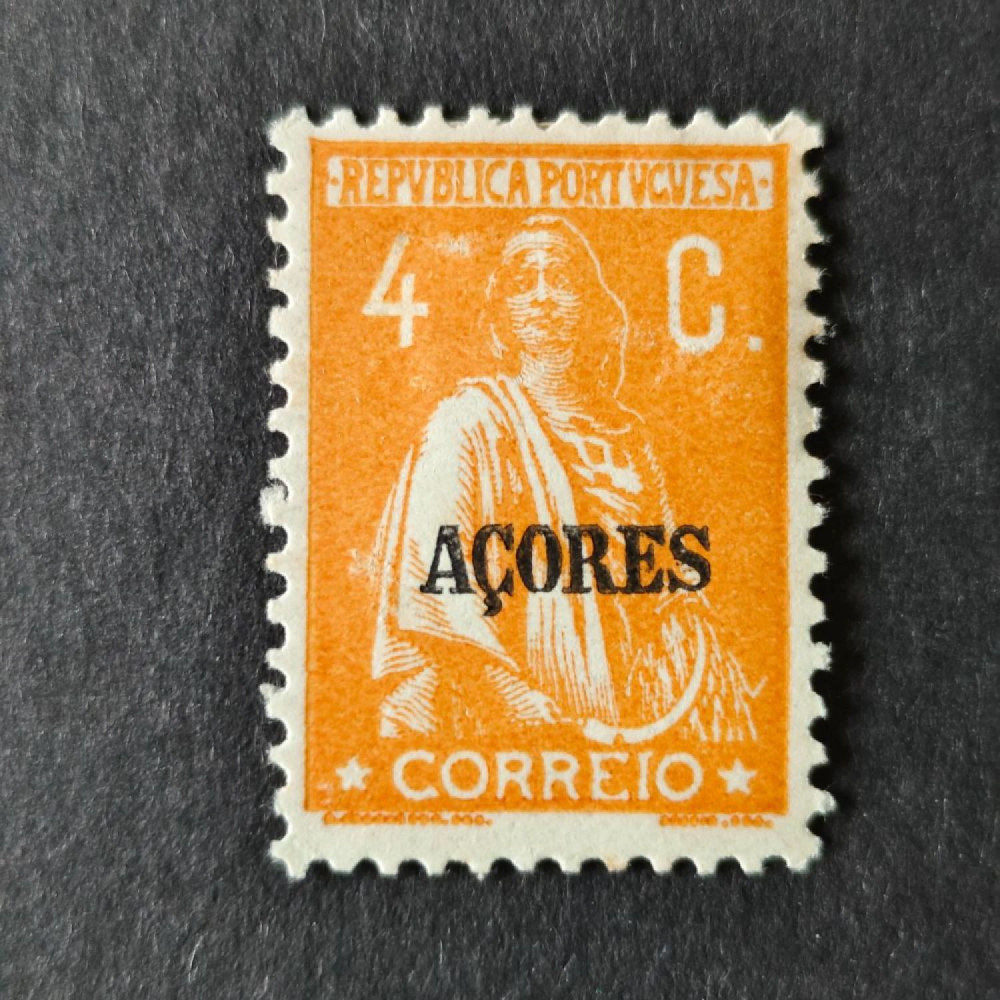 ·REPVBLICA PORTVGVESA·
4 C.
AÇORES
★ CORREIO ★